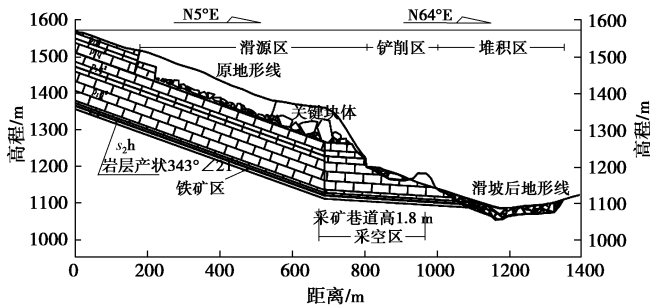 N5°E
N64°E
1600
1500
1400
1300
1200
1100
1000
高程/m
滑源区
铲削区
堆积区
原地形线
关键块体
s₂h
岩层产状343°∠21
铁矿区
滑坡后地形线
采矿巷道高1.8 m
采空区
1600
1500
1400
1300
1200
1100
1000
高程/m
0
200
400
600
800
1000
1200
1400
距离/m